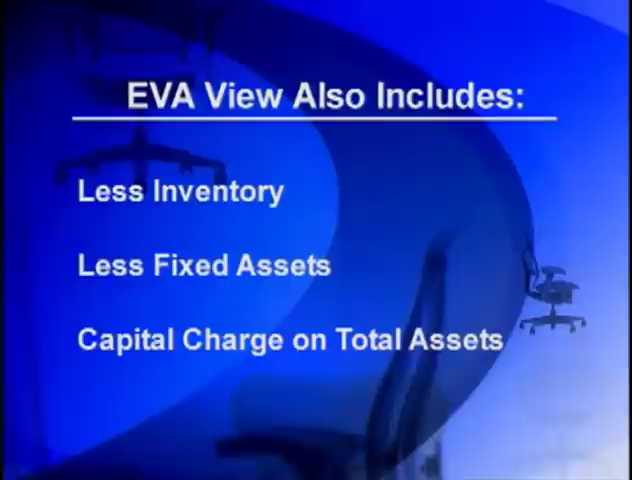 EVA View Also Includes:
Less Inventory
Less Fixed Assets
Capital Charge on Total Assets